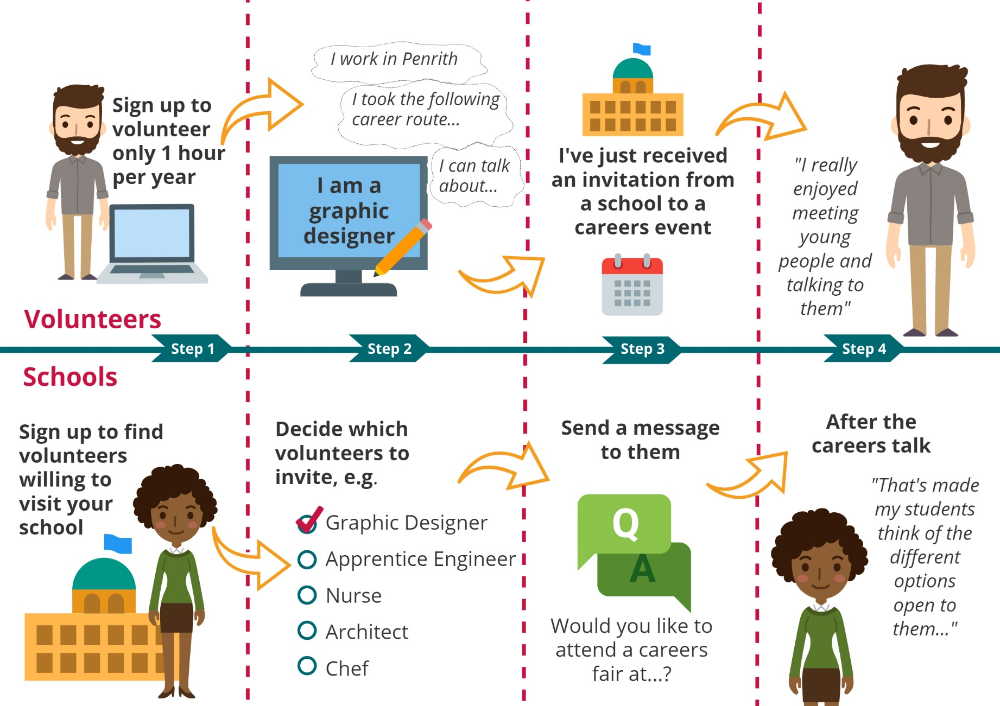 Sign up to
volunteer
only 1 hour
per year
I work in Penrith
I took the following
career route...
I can talk
about...
I am a
graphic
designer
I've just received
an invitation from
a school to a
careers event
"I really
enjoyed
meeting
young
people and
talking to
them"
Volunteers
Step 1
Step 2
Step 3
Step 4
Schools
Sign up to find
volunteers
willing to
visit your
school
Decide which
volunteers to
invite, e.g.
Graphic Designer
Apprentice Engineer
Nurse
Architect
Chef
Send a message
to them
Q
A
Would you like to
attend a careers
fair at...?
After the
careers talk
"That's made
my students
think of the
different
options
open to
them..."